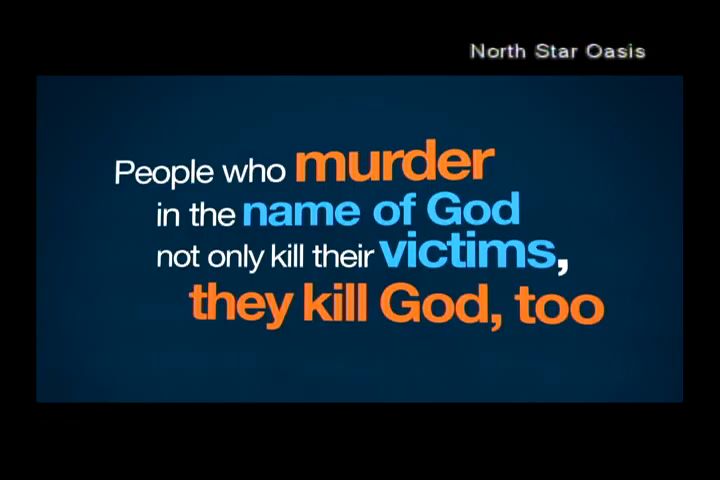 North Star Oasis
People who murder
in the name of God
not only kill their victims,
they kill God, too